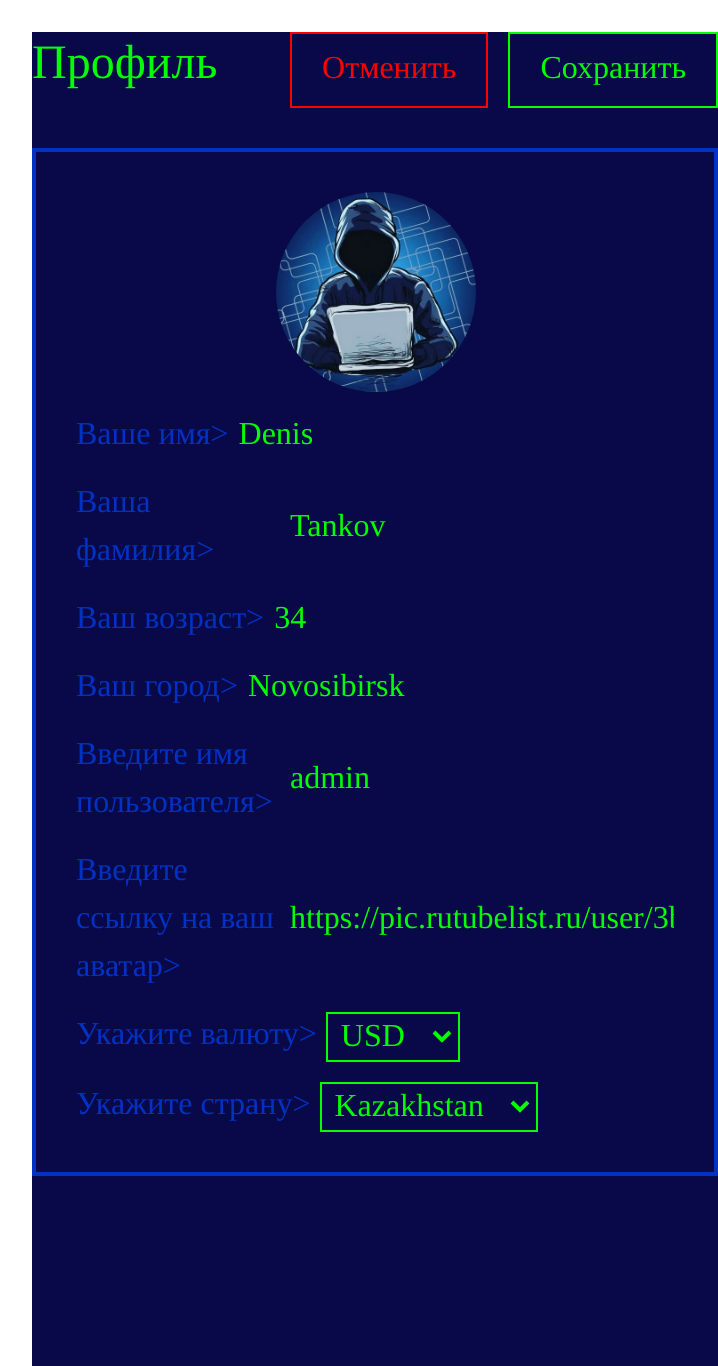 Профиль
Отменить
Сохранить
Ваше имя> Denis
Ваша
фамилия>
Tankov
Ваш возраст> 34
Ваш город> Novosibirsk
Введите имя
пользователя>
admin
Введите
ссылку на ваш
аватар>
https://pic.rutubelist.ru/user/3
Укажите валюту> USD
Укажите страну> Kazakhstan